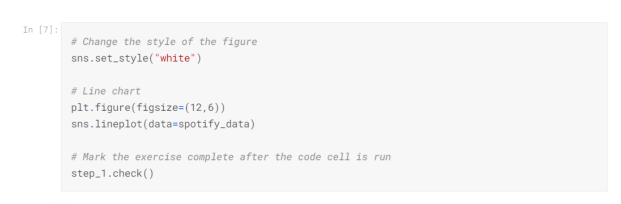 In [7]:
# Change the style of the figure
sns.set_style("white")
# Line chart
plt.figure(figsize=(12,6))
sns.lineplot(data=spotify_data)
# Mark the exercise complete after the code cell is run
step_1.check()